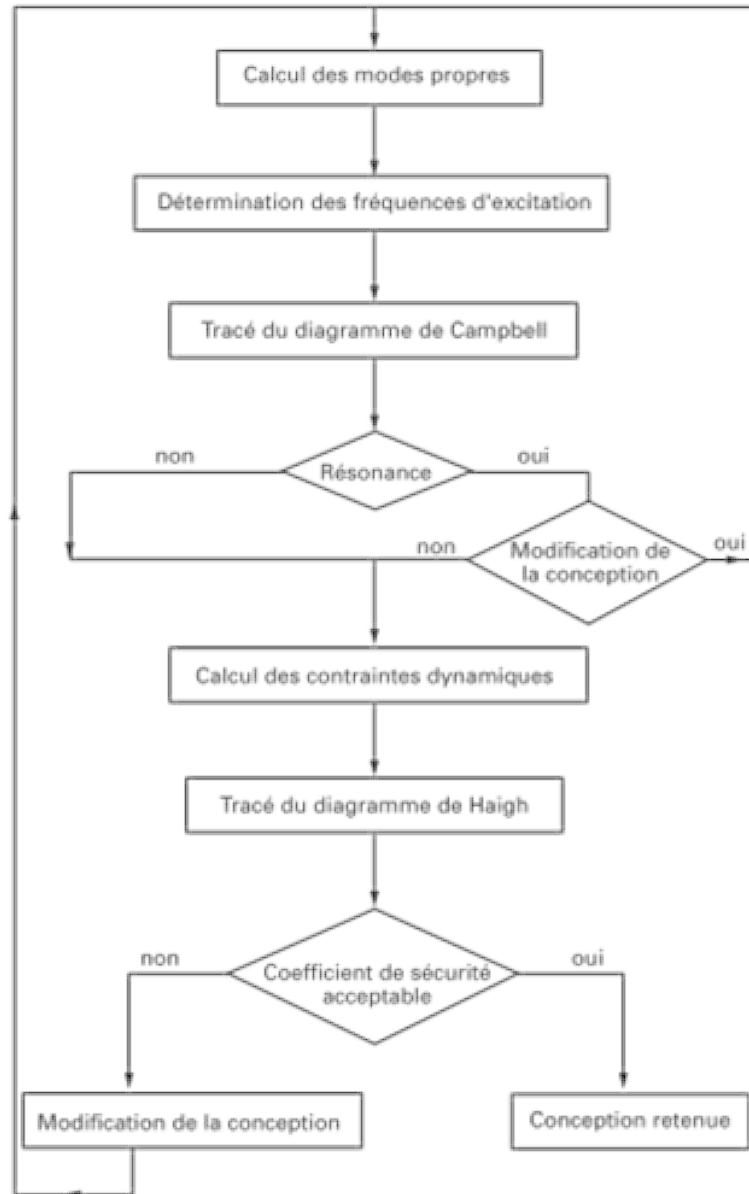 Calcul des modes propres
Détermination des fréquences d'excitation
Tracé du diagramme de Campbell
non
Résonance
oui
non
Modification de
la conception
oui
Calcul des contraintes dynamiques
Tracé du diagramme de Haigh
non
Coefficient de sécurité
acceptable
oui
Modification de la conception
Conception retenue